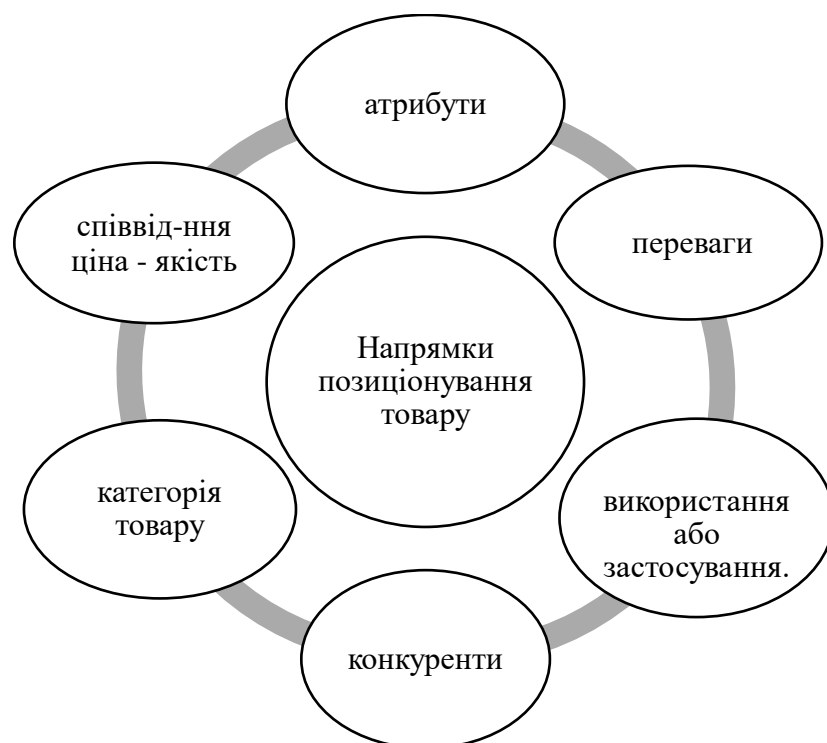 атрибути
переваги
використання
або
застосування.
конкуренти
категорія
товару
співвід-ння
ціна - якість
Напрямки
позиціонування
товару